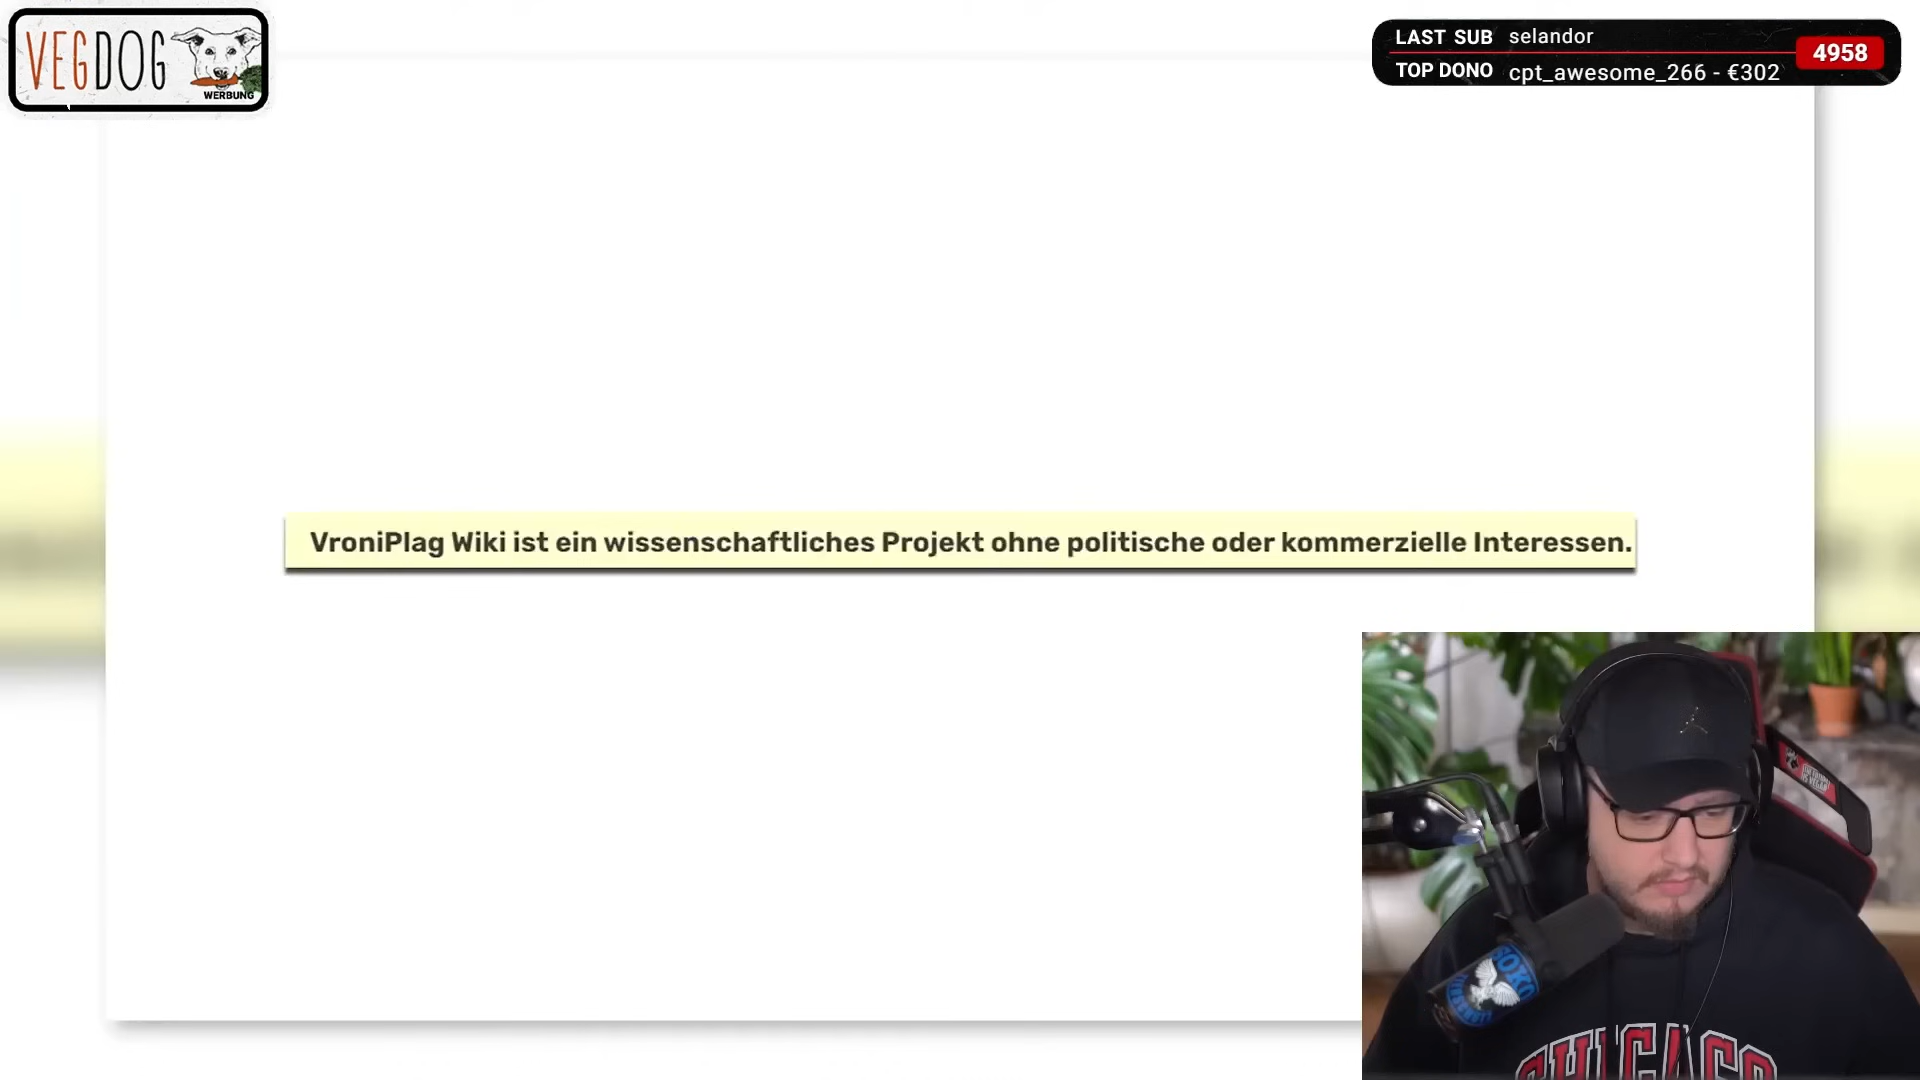 VEGDOG
WERBUNG
LAST SUB selandor
TOP DONO cpt_awesome_266 - €302
4958
VroniPlag Wiki ist ein wissenschaftliches Projekt ohne politische oder kommerzielle Interessen.
CHICAGO